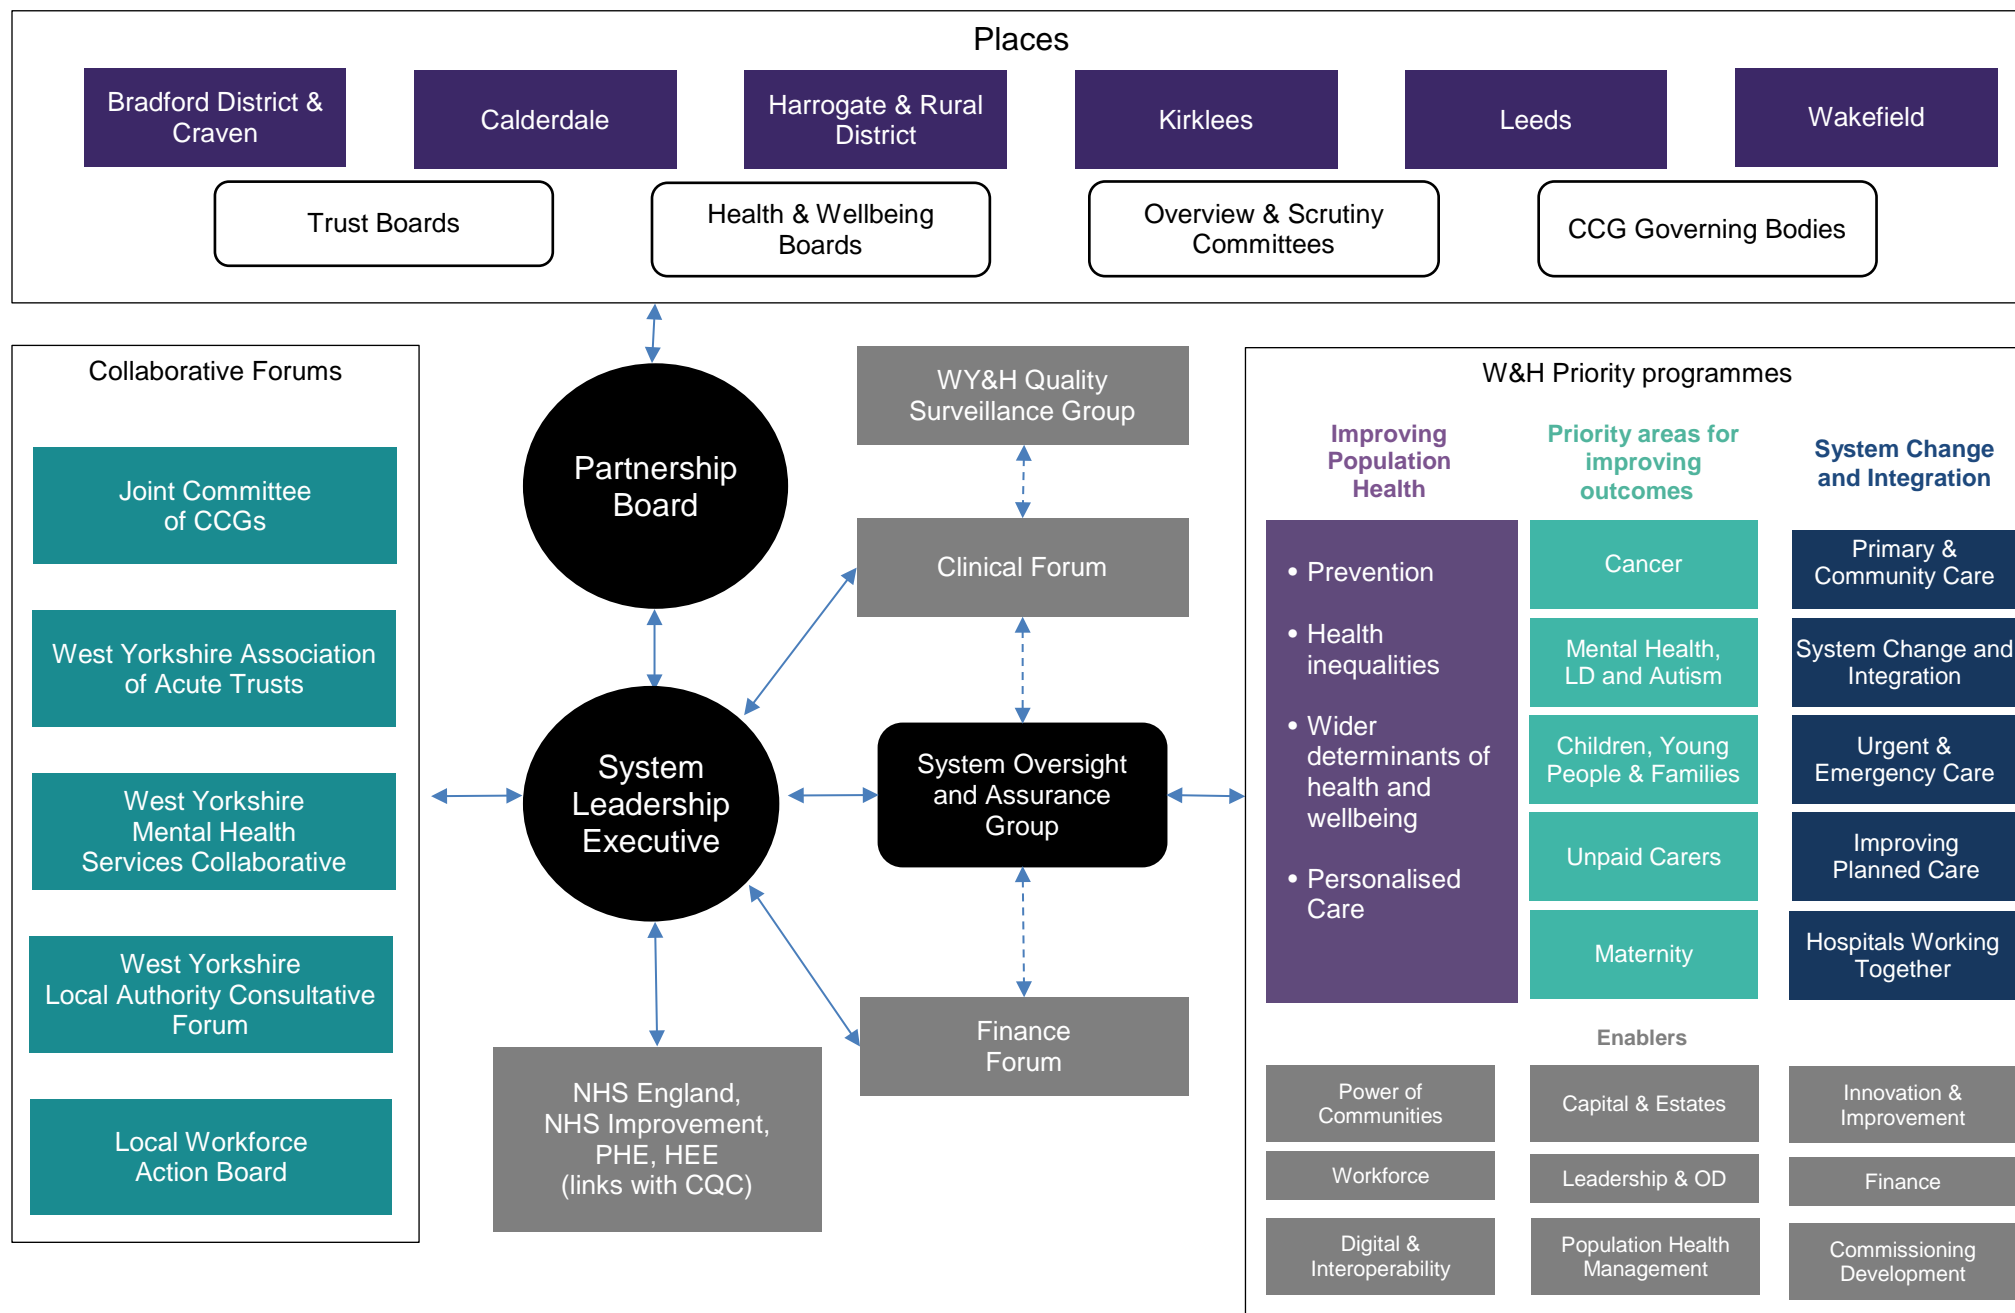 Places
Bradford District &
Craven
Calderdale
Harrogate & Rural
District
Kirklees
Leeds
Wakefield
Trust Boards
Health & Wellbeing
Boards
Overview & Scrutiny
Committees
CCG Governing Bodies
Collaborative Forums
Joint Committee
of CCGs
West Yorkshire Association
of Acute Trusts
West Yorkshire
Mental Health
Services Collaborative
West Yorkshire
Local Authority Consultative
Forum
Local Workforce
Action Board
Partnership
Board
System
Leadership
Executive
NHS England,
NHS Improvement,
PHE, HEE
(links with CQC)
WY&H Quality
Surveillance Group
Clinical Forum
System Oversight
and Assurance
Group
Finance
Forum
W&H Priority programmes
Improving
Population
Health
• Prevention
• Health
inequalities
• Wider
determinants of
health and
wellbeing
• Personalised
Care
Priority areas for
improving
outcomes
Cancer
Mental Health,
LD and Autism
Children, Young
People & Families
Unpaid Carers
Maternity
System Change
and Integration
Primary &
Community Care
System Change and
Integration
Urgent &
Emergency Care
Improving
Planned Care
Hospitals Working
Together
Enablers
Power of
Communities
Capital & Estates
Innovation &
Improvement
Workforce
Leadership & OD
Finance
Digital &
Interoperability
Population Health
Management
Commissioning
Development